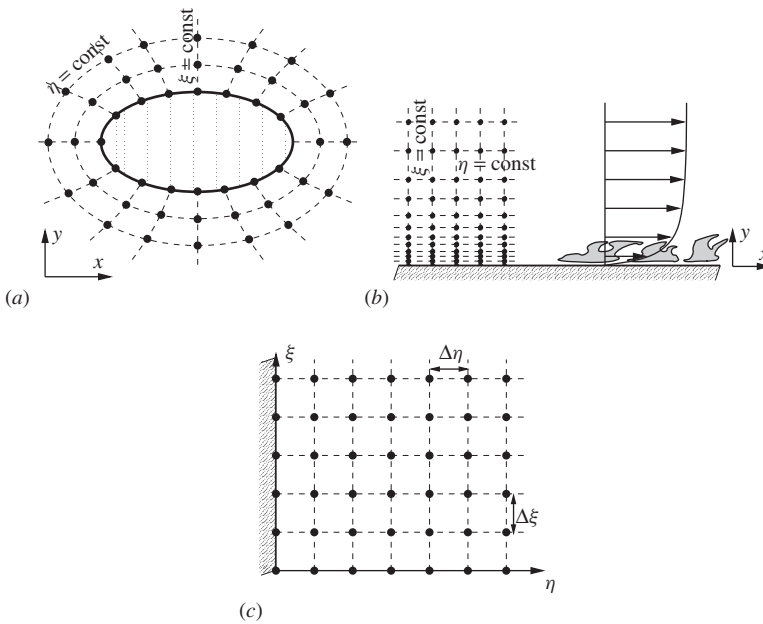 η = const
ξ = const
y
x
(a)
ξ = const
η = const
y
x
(b)
ξ
Δη
Δξ
η
(c)